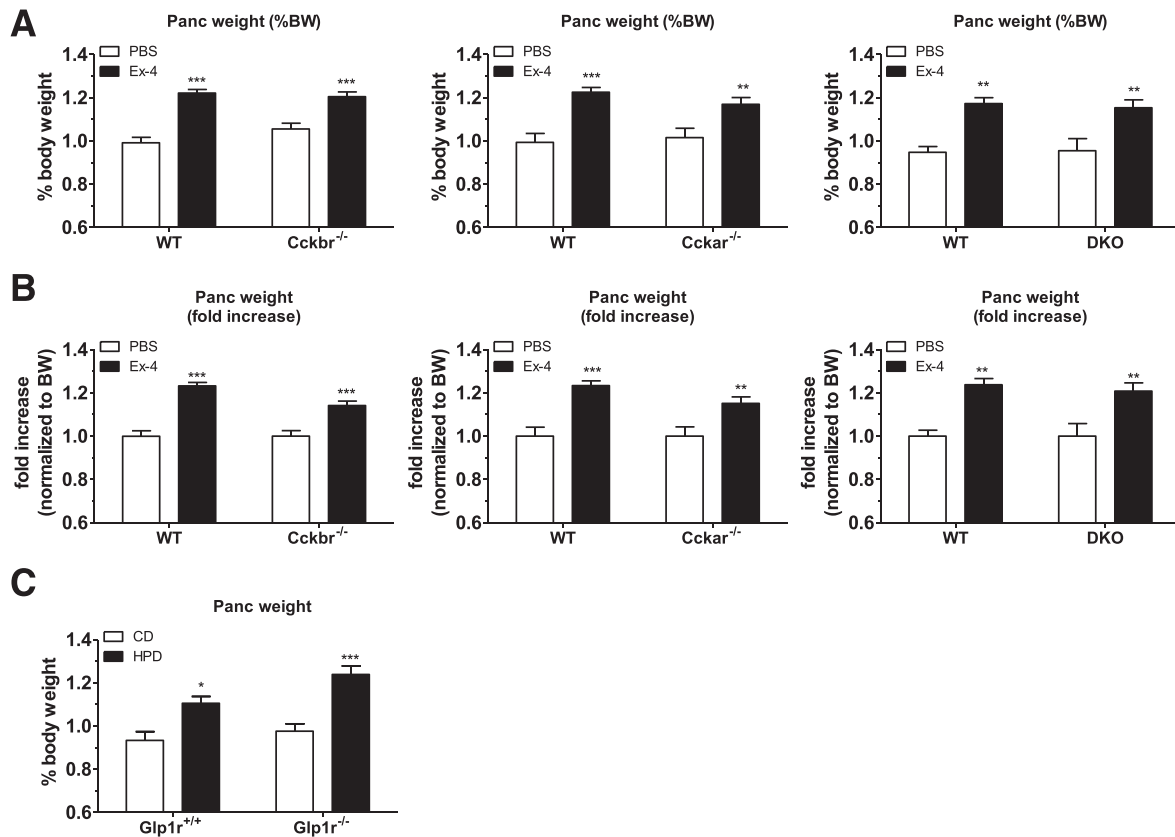 A
Panc weight (%BW)
PBS
Ex-4
% body weight
1.4
1.2
1.0
0.8
0.6
***
***
WT
Cckbr-/-
Panc weight (%BW)
PBS
Ex-4
% body weight
1.4
1.2
1.0
0.8
0.6
***
**
WT
Cckar-/-
Panc weight (%BW)
PBS
Ex-4
% body weight
1.4
1.2
1.0
0.8
0.6
**
**
WT
DKO
B
Panc weight
(fold increase)
PBS
Ex-4
fold increase
(normalized to BW)
1.4
1.2
1.0
0.8
0.6
***
***
WT
Cckbr-/-
Panc weight
(fold increase)
PBS
Ex-4
fold increase
(normalized to BW)
1.4
1.2
1.0
0.8
0.6
***
**
WT
Cckar-/-
Panc weight
(fold increase)
PBS
Ex-4
fold increase
(normalized to BW)
1.4
1.2
1.0
0.8
0.6
**
**
WT
DKO
C
Panc weight
CD
HPD
% body weight
1.4
1.2
1.0
0.8
0.6
*
***
Glp1r+/+
Glp1r-/-